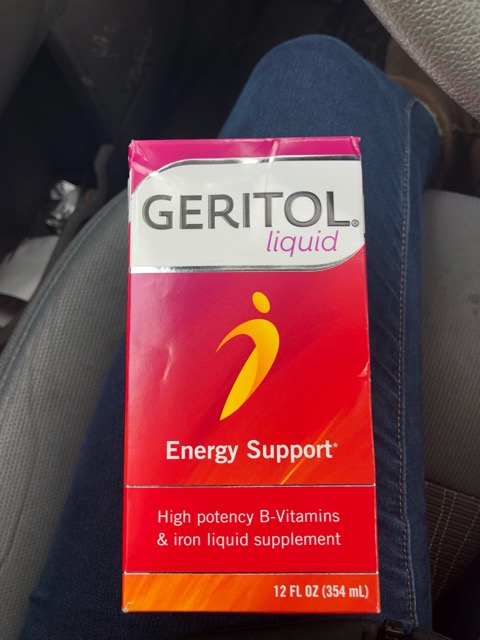 GERITOL®
liquid
Energy Support*
High potency B-Vitamins
& iron liquid supplement
12 FL OZ (354 mL)